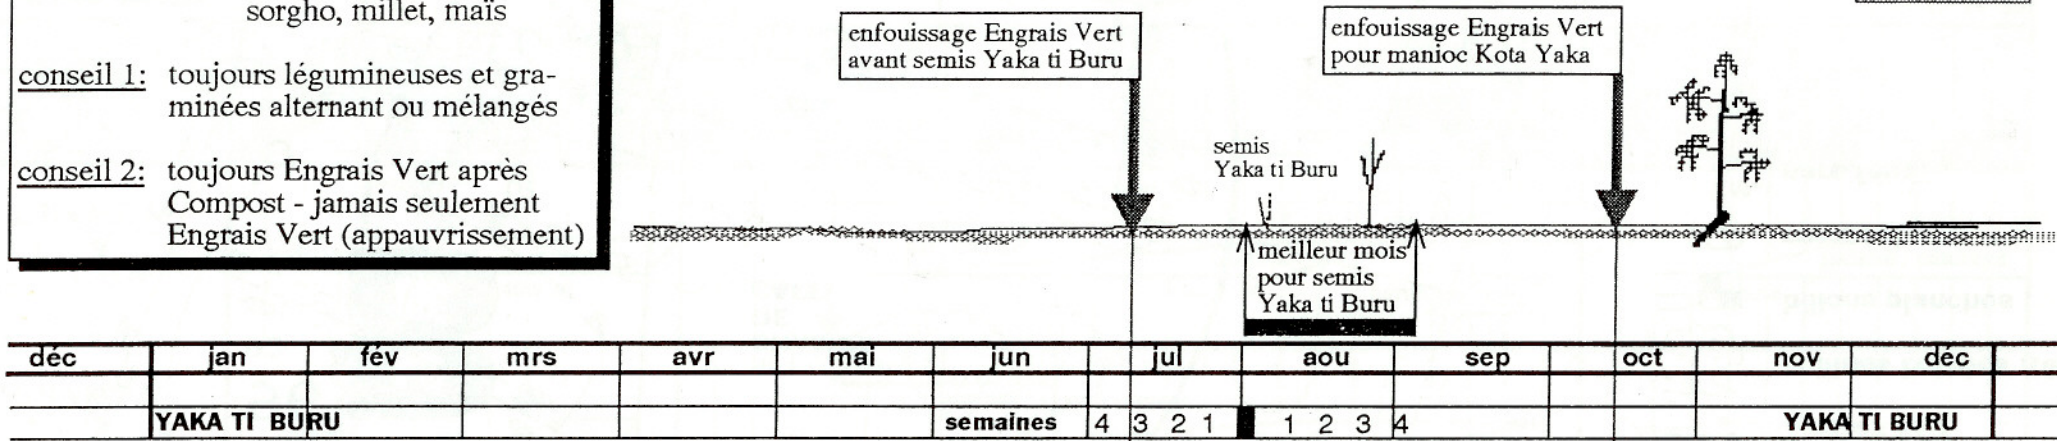 sorgho, millet, maïs
conseil 1: toujours légumineuses et gra-
minées alternant ou mélangés
conseil 2: toujours Engrais Vert après
Compost - jamais seulement
Engrais Vert (appauvrissement)
enfouissage Engrais Vert
avant semis Yaka ti Buru
enfouissage Engrais Vert
pour manioc Kota Yaka
semis
Yaka ti Buru
meilleur mois
pour semis
Yaka ti Buru
déc jan fév mrs avr mai jun jul aou sep oct nov déc
YAKA TI BURU semaines 4 3 2 1 1 2 3 4 YAKA TI BURU